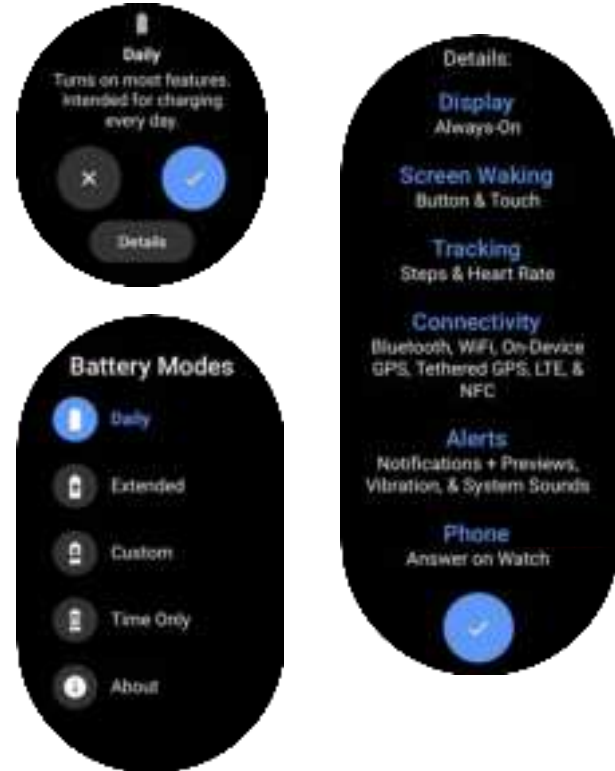 Daily
Turns on most features.
Intended for charging
every day.
Details
Battery Modes
Daily
Extended
Custom
Time Only
About
Details:
Display
Always-On
Screen Waking
Button & Touch
Tracking
Steps & Heart Rate
Connectivity
Bluetooth, WiFi, On-Device
GPS, Tethered GPS, LTE, &
NFC
Alerts
Notifications + Previews,
Vibration, & System Sounds
Phone
Answer on Watch